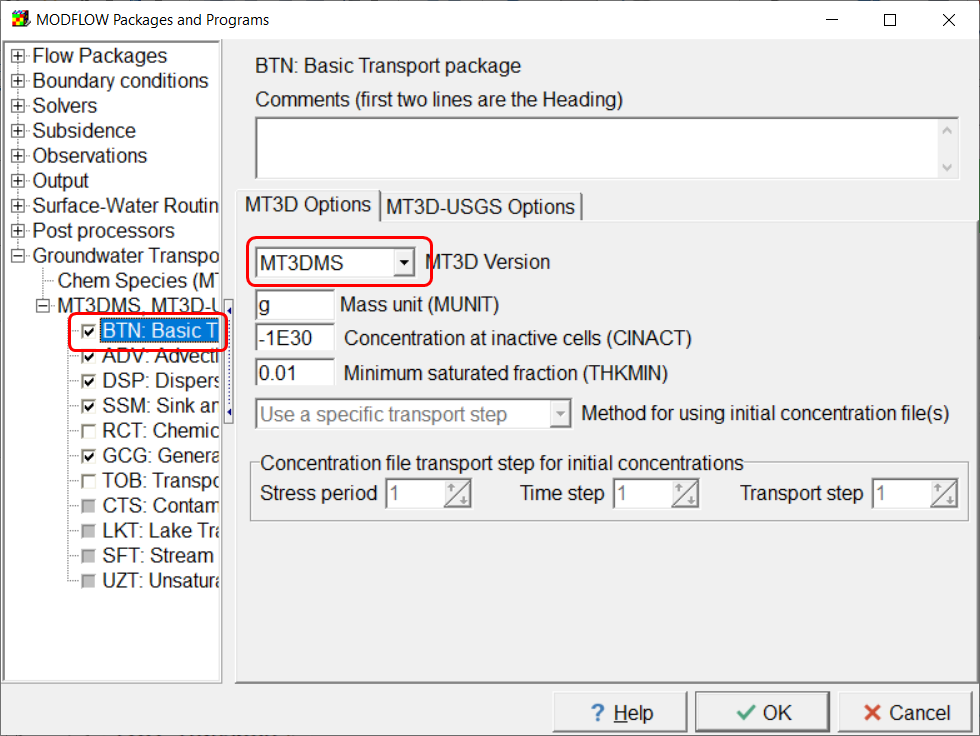 MODFLOW Packages and Programs
Flow Packages
Boundary conditions
Solvers
Subsidence
Observations
Output
Surface-Water Routin
Post processors
Groundwater Transpo
Chem Species (MT
MT3DMS, MT3D-U
BTN: Basic T
ADV: Advecti
DSP: Dispers
SSM: Sink an
RCT: Chemic
GCG: Genera
TOB: Transpo
CTS: Contam
LKT: Lake Tra
SFT: Stream
UZT: Unsatura
BTN: Basic Transport package
Comments (first two lines are the Heading)
MT3D Options
MT3D-USGS Options
MT3DMS MT3D Version
g Mass unit (MUNIT)
-1E30 Concentration at inactive cells (CINACT)
0.01 Minimum saturated fraction (THKMIN)
Use a specific transport step Method for using initial concentration file(s)
Concentration file transport step for initial concentrations
Stress period 1 Time step 1 Transport step 1
? Help OK Cancel